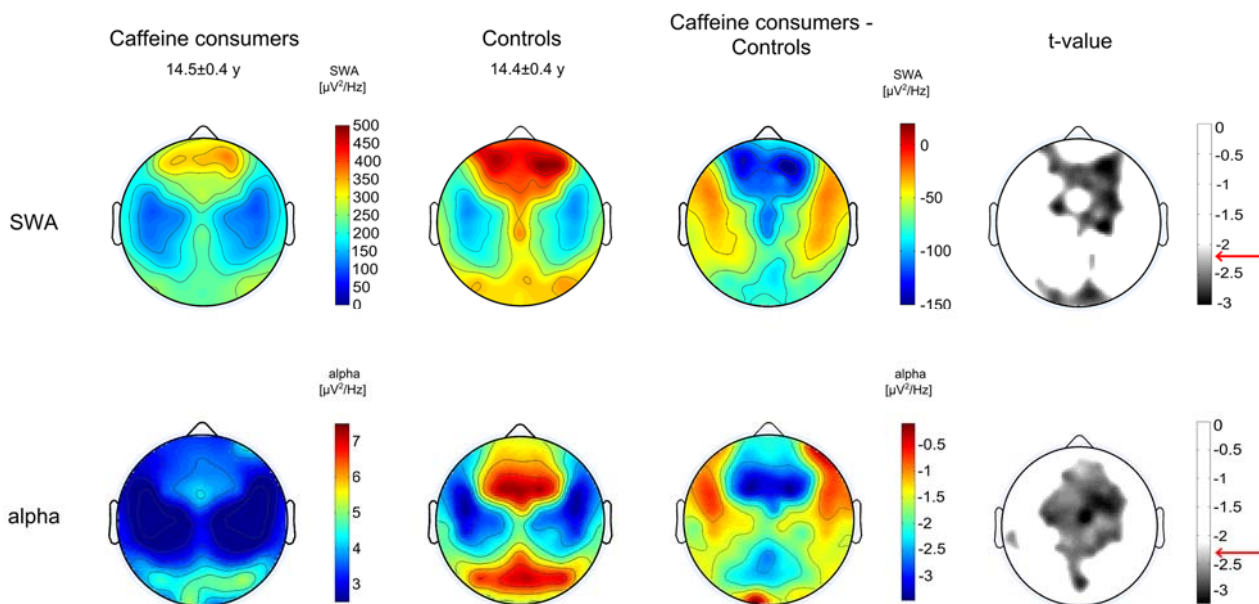 Caffeine consumers
14.5±0.4 y
Controls
14.4±0.4 y
Caffeine consumers -
Controls
t-value
SWA
[µV²/Hz]
SWA
[µV²/Hz]
SWA
500
450
400
350
300
250
200
150
100
50
0
0
-50
-100
-150
0
-0.5
-1
-1.5
-2
-2.5
-3
alpha
[µV²/Hz]
alpha
[µV²/Hz]
alpha
7
6
5
4
3
-0.5
-1
-1.5
-2
-2.5
-3
0
-0.5
-1
-1.5
-2
-2.5
-3